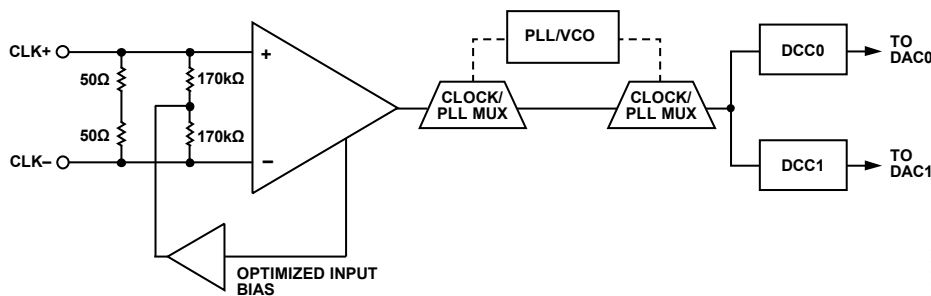 CLK+
50Ω
50Ω
CLK–
170kΩ
170kΩ
+
–
OPTIMIZED INPUT
BIAS
PLL/VCO
CLOCK/
PLL MUX
CLOCK/
PLL MUX
DCC0
TO
DAC0
DCC1
TO
DAC1